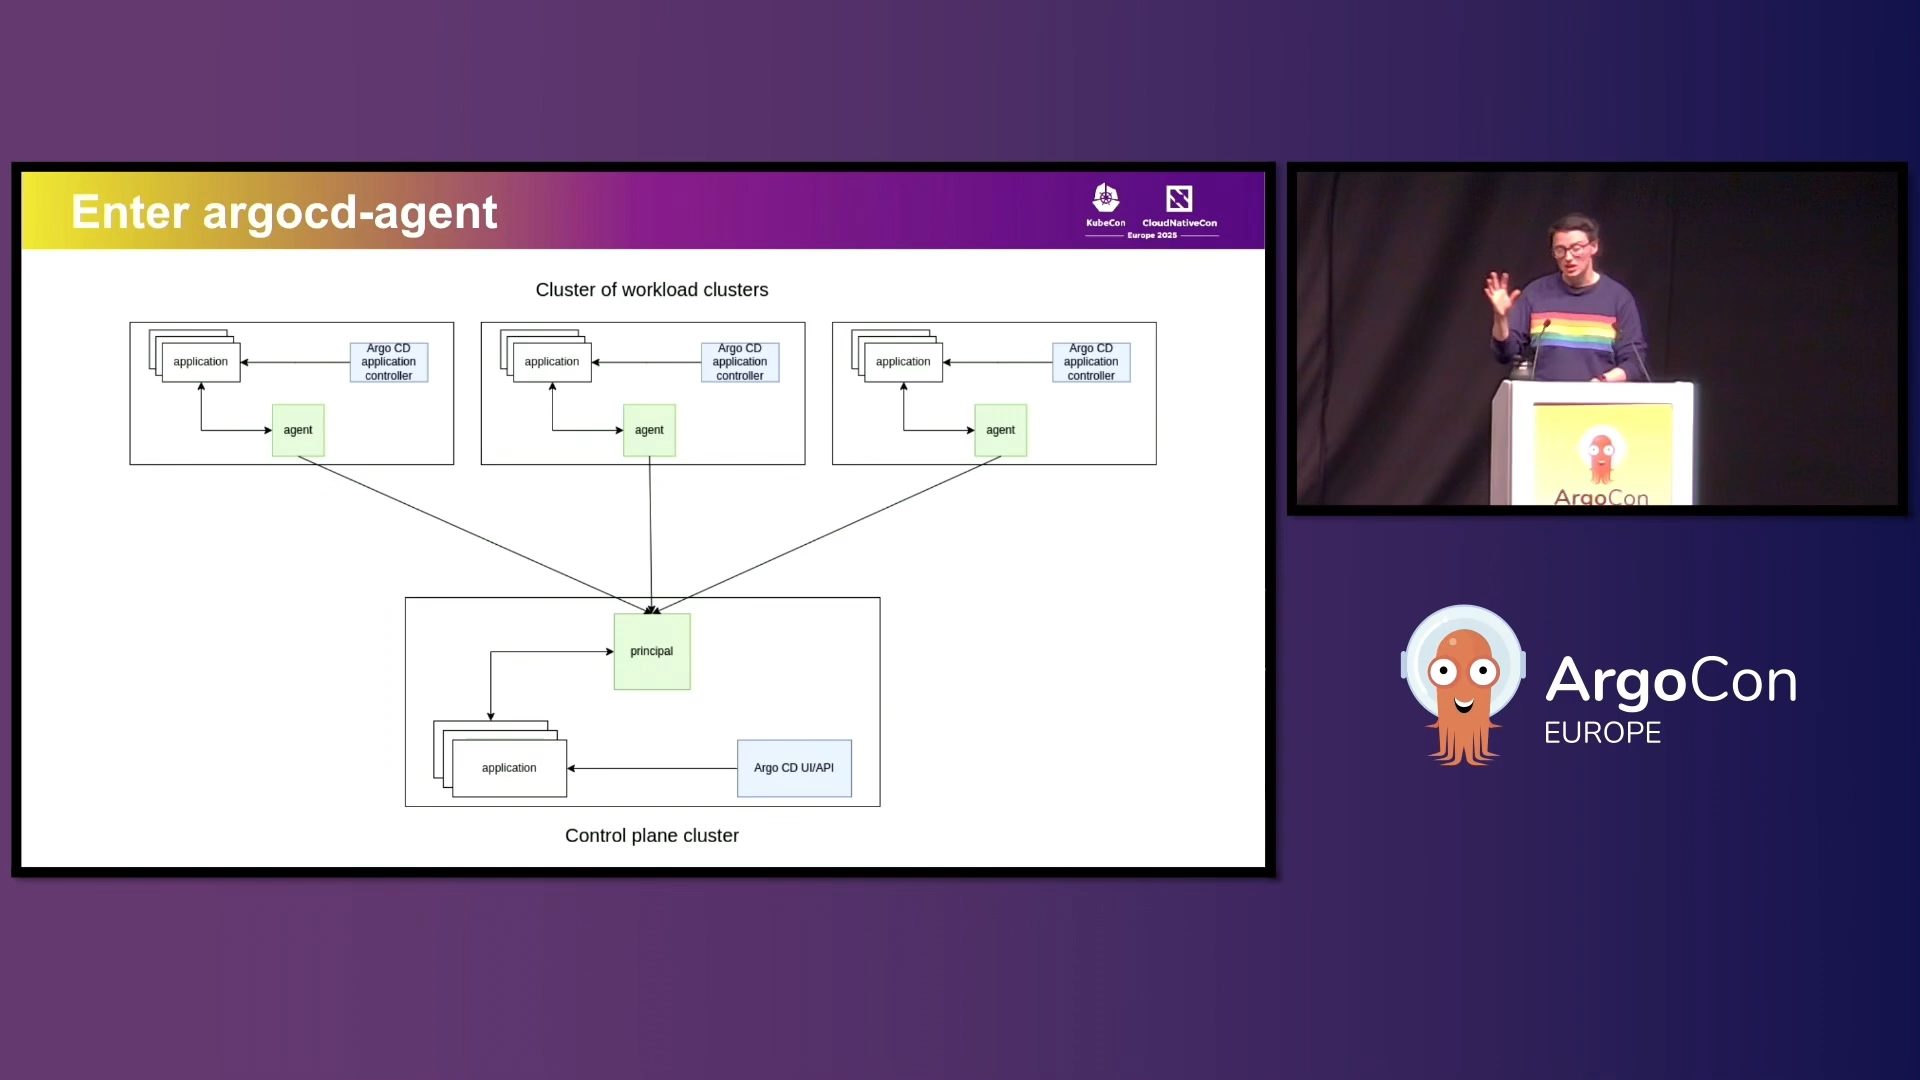 Enter argocd-agent
KubeCon
CloudNativeCon
Europe 2025
Cluster of workload clusters
application
Argo CD
application
controller
agent
application
Argo CD
application
controller
agent
application
Argo CD
application
controller
agent
principal
application
Argo CD UI/API
Control plane cluster
ArgoCon
ArgoCon
EUROPE